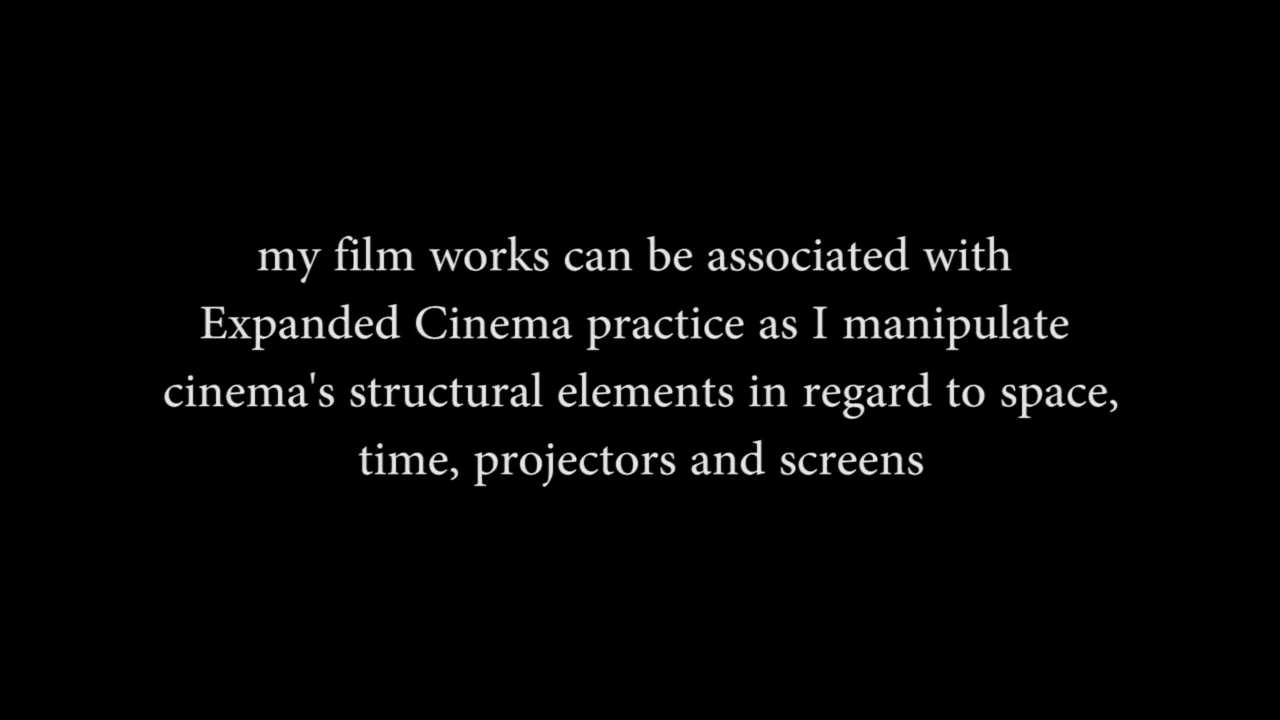 my film works can be associated with
Expanded Cinema practice as I manipulate
cinema's structural elements in regard to space,
time, projectors and screens